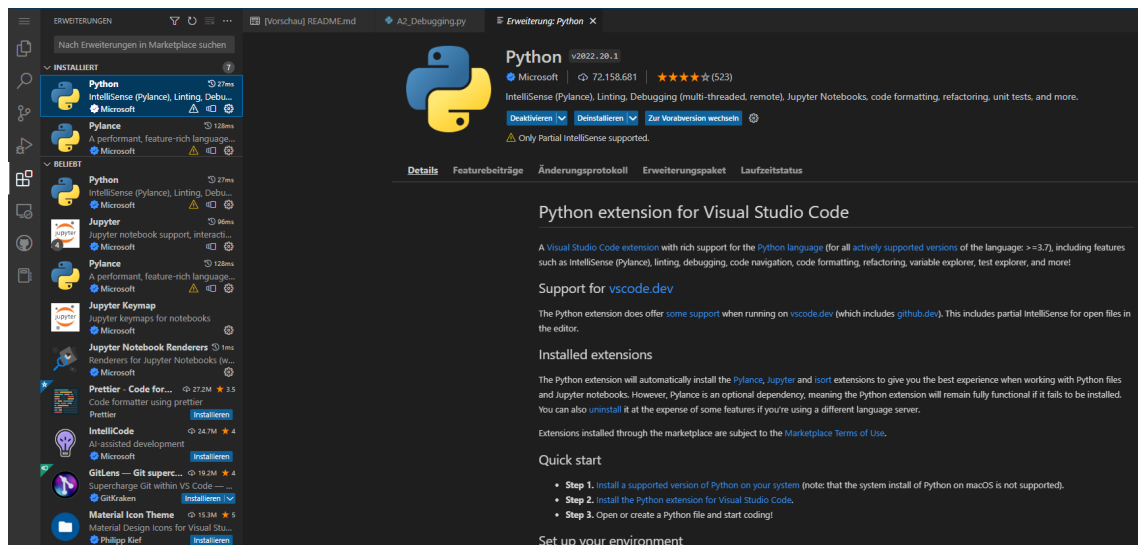 ERWEITERUNGEN
[Vorschau] README.md
A2_Debugging.py
Erweiterung: Python
Nach Erweiterungen in Marketplace suchen
INSTALLIERT 7
Python 27ms
IntelliSense (Pylance), Linting, Debu...
Microsoft
Pylance 128ms
A performant, feature-rich language...
Microsoft
BELIEBT
Python 27ms
IntelliSense (Pylance), Linting, Debu...
Microsoft
Jupyter 96ms
Jupyter notebook support, interacti...
4 Microsoft
Pylance 128ms
A performant, feature-rich language...
Microsoft
Jupyter Keymap
Jupyter keymaps for notebooks
Microsoft
Jupyter Notebook Renderers 1ms
Renderers for Jupyter Notebooks (w...
Microsoft
Prettier - Code for... 27.2M ★ 3.5
Code formatter using prettier
Prettier Installieren
IntelliCode 24.7M ★ 4
AI-assisted development
Microsoft Installieren
GitLens — Git superc... 19.2M ★ 4
Supercharge Git within VS Code — ...
GitKraken Installieren
Material Icon Theme 15.3M ★ 5
Material Design Icons for Visual Stu...
Philipp Kief Installieren
Python v2022.20.1
Microsoft | 72.158.681 | ★★★★☆(523)
IntelliSense (Pylance), Linting, Debugging (multi-threaded, remote), Jupyter Notebooks, code formatting, refactoring, unit tests, and more.
Deaktivieren Deinstallieren Zur Vorabversion wechseln
Only Partial IntelliSense supported.
Details Featurebeiträge Änderungsprotokoll Erweiterungspaket Laufzeitstatus
Python extension for Visual Studio Code
A Visual Studio Code extension with rich support for the Python language (for all actively supported versions of the language: >=3.7), including features
such as IntelliSense (Pylance), linting, debugging, code navigation, code formatting, refactoring, variable explorer, test explorer, and more!
Support for vscode.dev
The Python extension does offer some support when running on vscode.dev (which includes github.dev). This includes partial IntelliSense for open files in
the editor.
Installed extensions
The Python extension will automatically install the Pylance, Jupyter and isort extensions to give you the best experience when working with Python files
and Jupyter notebooks. However, Pylance is an optional dependency, meaning the Python extension will remain fully functional if it fails to be installed.
You can also uninstall it at the expense of some features if you're using a different language server.
Extensions installed through the marketplace are subject to the Marketplace Terms of Use.
Quick start
• Step 1. Install a supported version of Python on your system (note: that the system install of Python on macOS is not supported).
• Step 2. Install the Python extension for Visual Studio Code.
• Step 3. Open or create a Python file and start coding!
Set up your environment